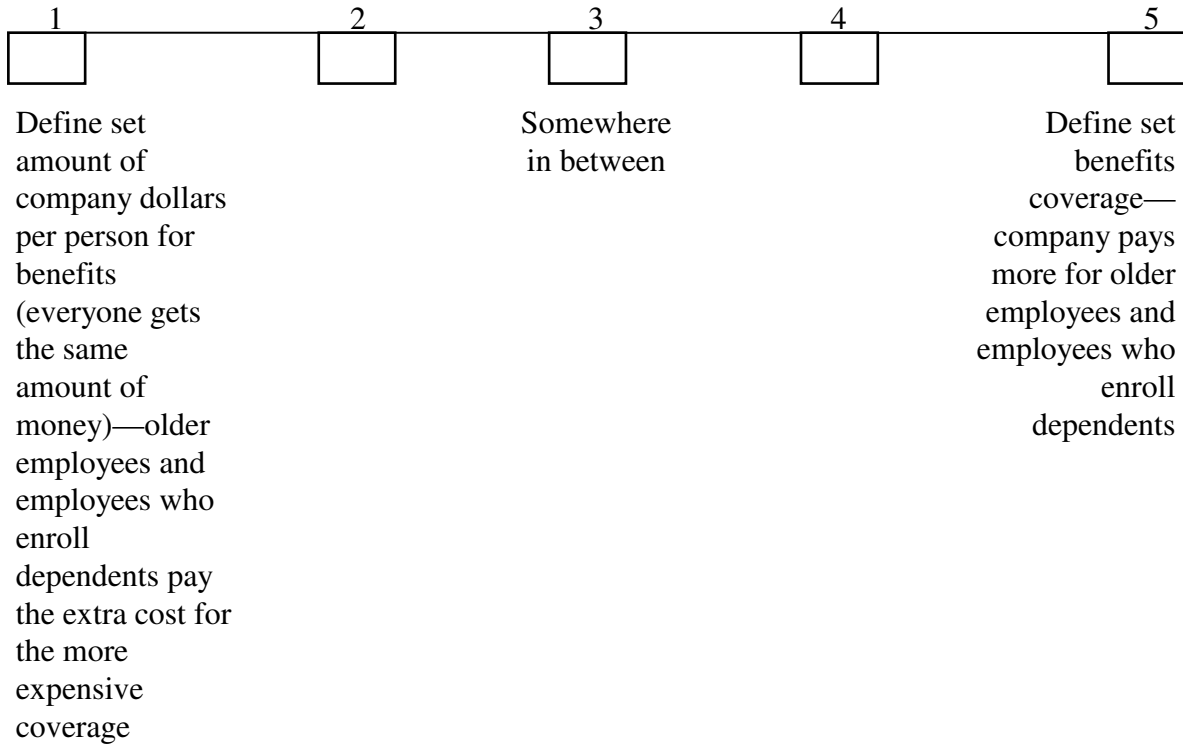 1 2 3 4 5
Define set
amount of
company dollars
per person for
benefits
(everyone gets
the same
amount of
money)—older
employees and
employees who
enroll
dependents pay
the extra cost for
the more
expensive
coverage
Somewhere
in between
Define set
benefits
coverage—
company pays
more for older
employees and
employees who
enroll
dependents